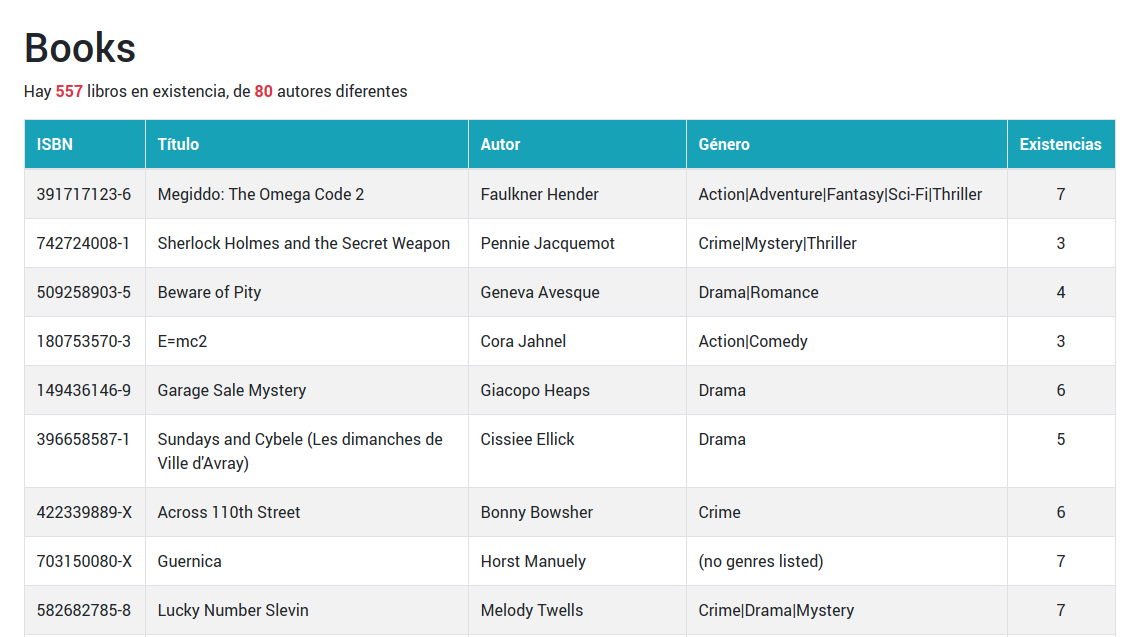 Books
Hay 557 libros en existencia, de 80 autores diferentes
ISBN Título Autor Género Existencias
391717123-6 Megiddo: The Omega Code 2 Faulkner Hender Action|Adventure|Fantasy|Sci-Fi|Thriller 7
742724008-1 Sherlock Holmes and the Secret Weapon Pennie Jacquemot Crime|Mystery|Thriller 3
509258903-5 Beware of Pity Geneva Avesque Drama|Romance 4
180753570-3 E=mc2 Cora Jahnel Action|Comedy 3
149436146-9 Garage Sale Mystery Giacopo Heaps Drama 6
396658587-1 Sundays and Cybele (Les dimanches de Cissiee Ellick Drama 5
Ville d'Avray)
422339889-X Across 110th Street Bonny Bowsher Crime 6
703150080-X Guernica Horst Manuely (no genres listed) 7
582682785-8 Lucky Number Slevin Melody Twells Crime|Drama|Mystery 7